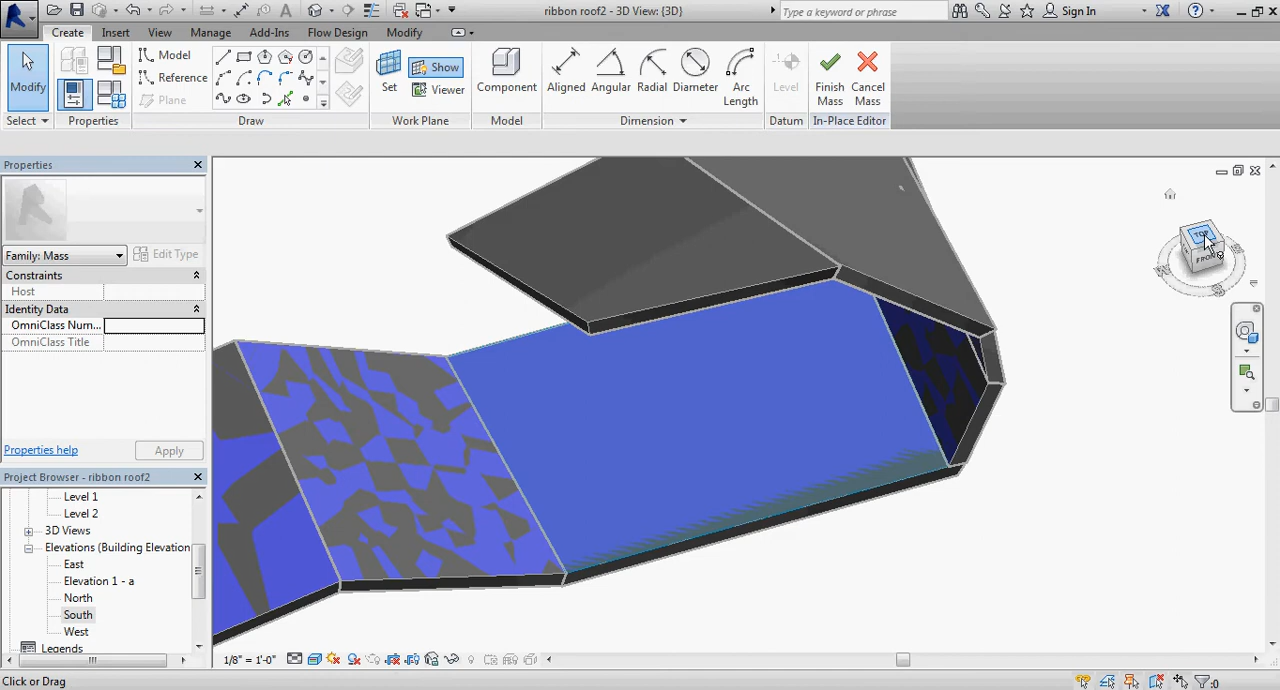 ribbon roof2 - 3D View: {3D}
Type a keyword or phrase
Sign In
Create
Insert
View
Manage
Add-Ins
Flow Design
Modify
Modify
Select
Properties
Model
Reference
Plane
Draw
Set
Show
Viewer
Work Plane
Component
Model
Aligned
Angular
Radial
Diameter
Arc
Length
Dimension
Level
Datum
Finish
Mass
Cancel
Mass
In-Place Editor
Properties
Family: Mass
Edit Type
Constraints
Host
Identity Data
OmniClass Num...
OmniClass Title
Properties help
Apply
Project Browser - ribbon roof2
Level 1
Level 2
3D Views
Elevations (Building Elevation
East
Elevation 1 - a
North
South
West
Legends
TOP
FRONT
W
S
1/8" = 1'-0"
:0
Click or Drag